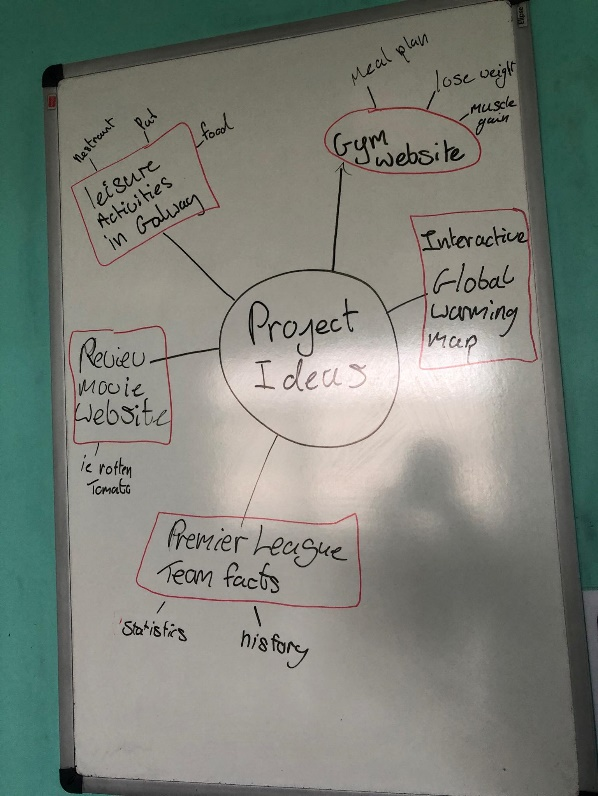 Meal plan
lose weight
muscle
gain
Gym
website
Pub
food
Leisure
Activities
in Galway
Interactive
Global
warming
map
Project
Ideas
Review
movie
website
ie rotten
Tomato
Premier League
Team facts
Statistics
history